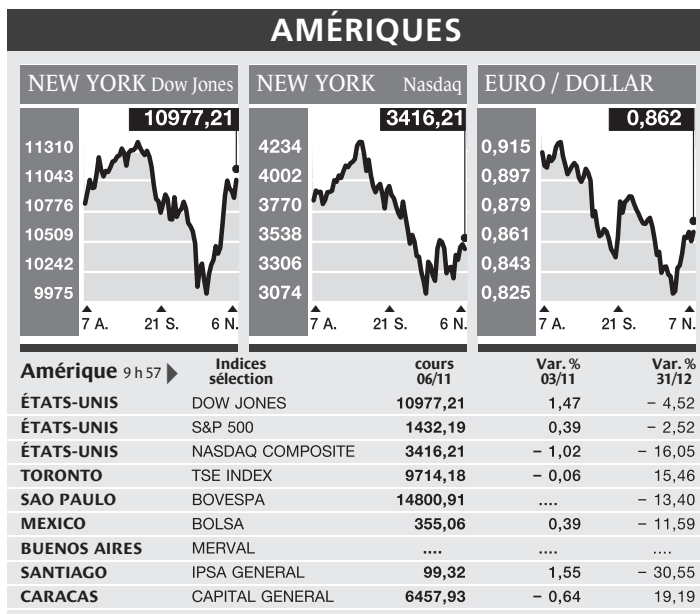 AMÉRIQUES
NEW YORK Dow Jones
10977,21
11310
11043
10776
10509
10242
9975
7 A. 21 S. 6 N.
NEW YORK Nasdaq
3416,21
4234
4002
3770
3538
3306
3074
7 A. 21 S. 6 N.
EURO / DOLLAR
0,862
0,915
0,897
0,879
0,861
0,843
0,825
7 A. 21 S. 7 N.
Amérique 9 h 57 Indices sélection cours 06/11 Var. % 03/11 Var. % 31/12
ÉTATS-UNIS DOW JONES 10977,21 1,47 – 4,52
ÉTATS-UNIS S&P 500 1432,19 0,39 – 2,52
ÉTATS-UNIS NASDAQ COMPOSITE 3416,21 – 1,02 – 16,05
TORONTO TSE INDEX 9714,18 – 0,06 15,46
SAO PAULO BOVESPA 14800,91 .... – 13,40
MEXICO BOLSA 355,06 0,39 – 11,59
BUENOS AIRES MERVAL .... .... ....
SANTIAGO IPSA GENERAL 99,32 1,55 – 30,55
CARACAS CAPITAL GENERAL 6457,93 – 0,64 19,19